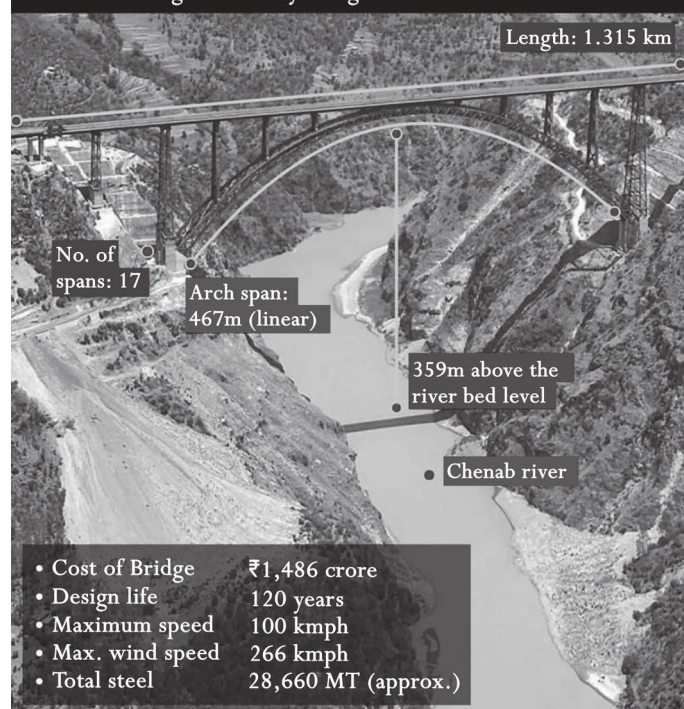 Length: 1.315 km
No. of
spans: 17
Arch span:
467m (linear)
359m above the
river bed level
Chenab river
• Cost of Bridge ₹1,486 crore
• Design life 120 years
• Maximum speed 100 kmph
• Max. wind speed 266 kmph
• Total steel 28,660 MT (approx.)